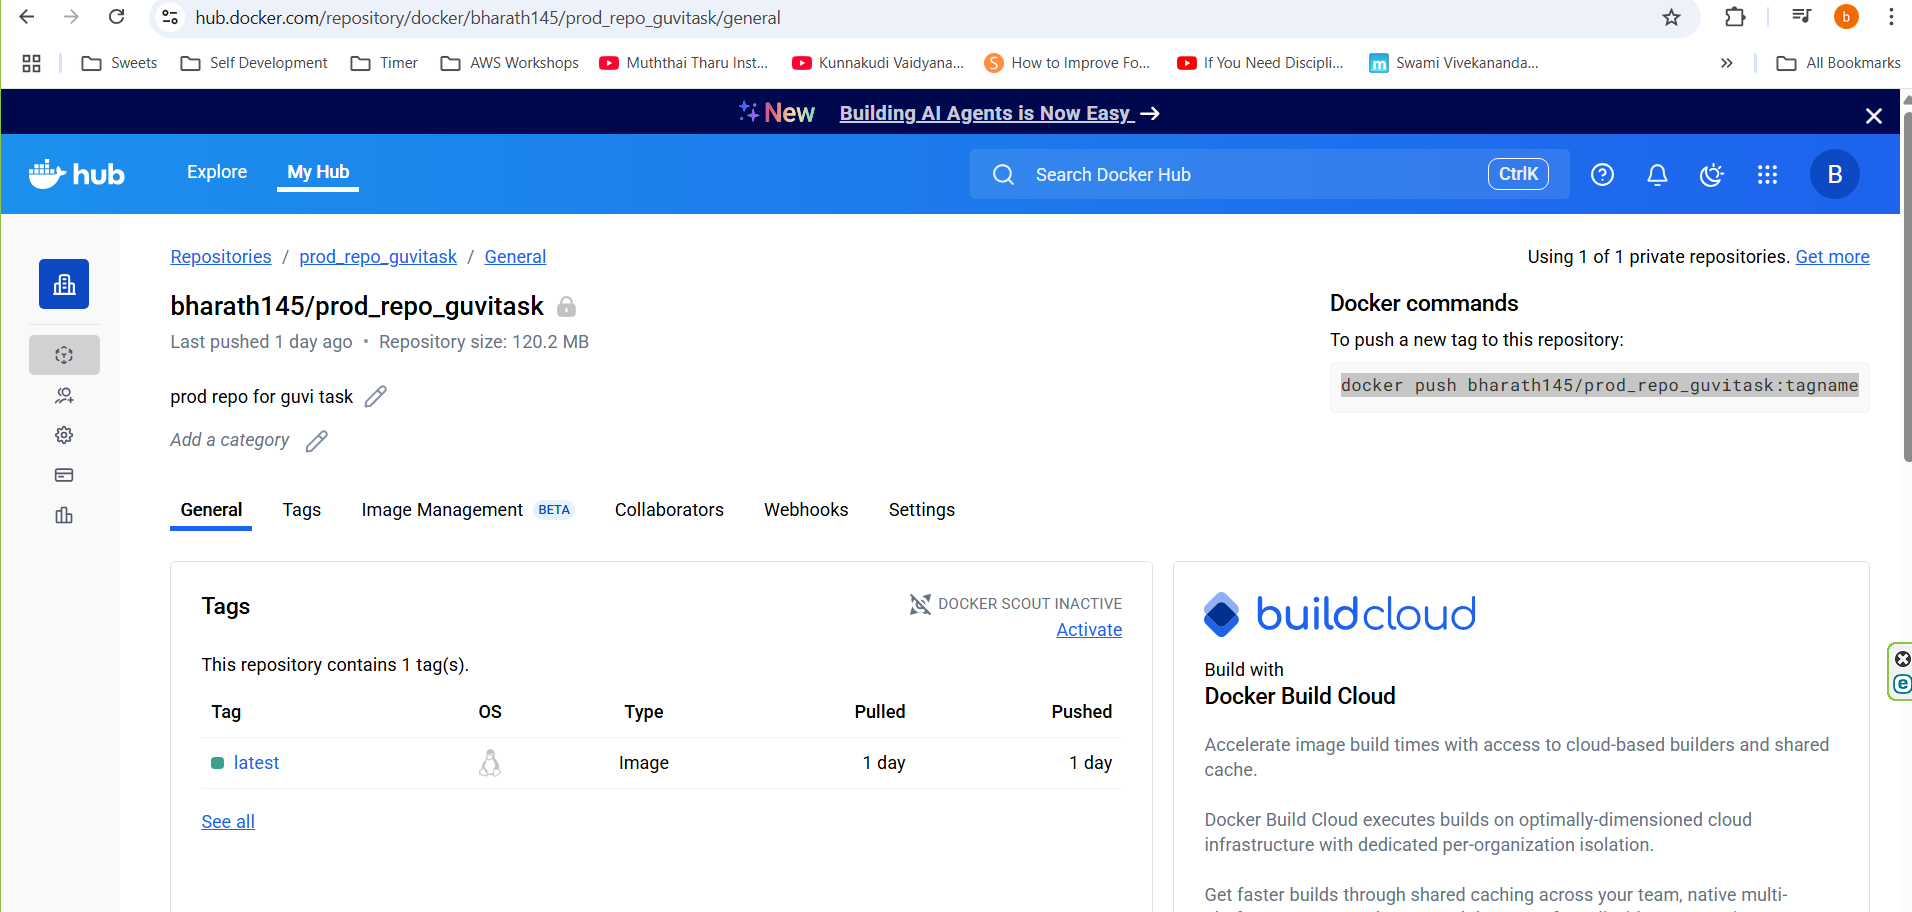 hub.docker.com/repository/docker/bharath145/prod_repo_guvitask/general
b
Sweets Self Development Timer AWS Workshops Muththai Tharu Inst... Kunnakudi Vaidyana... S How to Improve Fo... If You Need Discipli... m Swami Vivekananda... » All Bookmarks
New Building AI Agents is Now Easy →
hub Explore My Hub Search Docker Hub CtrlK B
Repositories / prod_repo_guvitask / General
Using 1 of 1 private repositories. Get more
bharath145/prod_repo_guvitask
Last pushed 1 day ago • Repository size: 120.2 MB
prod repo for guvi task
Add a category
Docker commands
To push a new tag to this repository:
docker push bharath145/prod_repo_guvitask:tagname
General Tags Image Management BETA Collaborators Webhooks Settings
Tags
DOCKER SCOUT INACTIVE
Activate
This repository contains 1 tag(s).
Tag OS Type Pulled Pushed
latest Image 1 day 1 day
See all
buildcloud
Build with
Docker Build Cloud
Accelerate image build times with access to cloud-based builders and shared
cache.
Docker Build Cloud executes builds on optimally-dimensioned cloud
infrastructure with dedicated per-organization isolation.
Get faster builds through shared caching across your team, native multi-